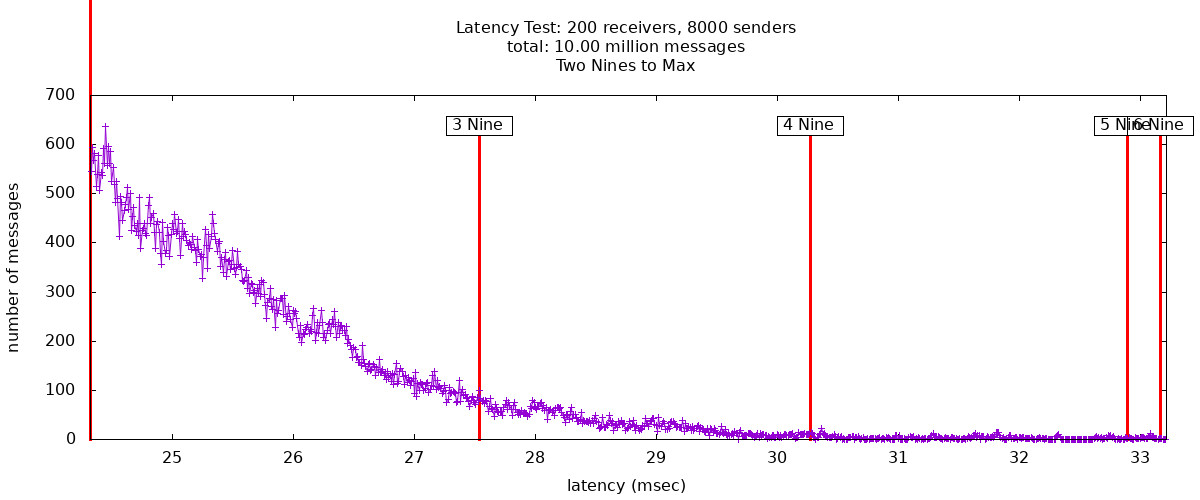 Latency Test: 200 receivers, 8000 senders
total: 10.00 million messages
Two Nines to Max
700
600
500
400
300
200
100
0
number of messages
3 Nine
4 Nine
5 Nine
6 Nine
25 26 27 28 29 30 31 32 33
latency (msec)